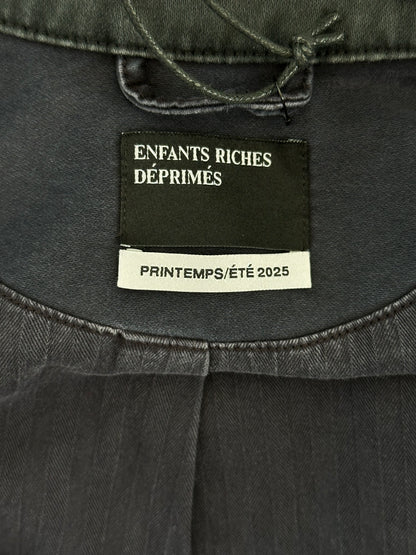 ENFANTS RICHES
DÉPRIMÉS
PRINTEMPS/ÉTÉ 2025